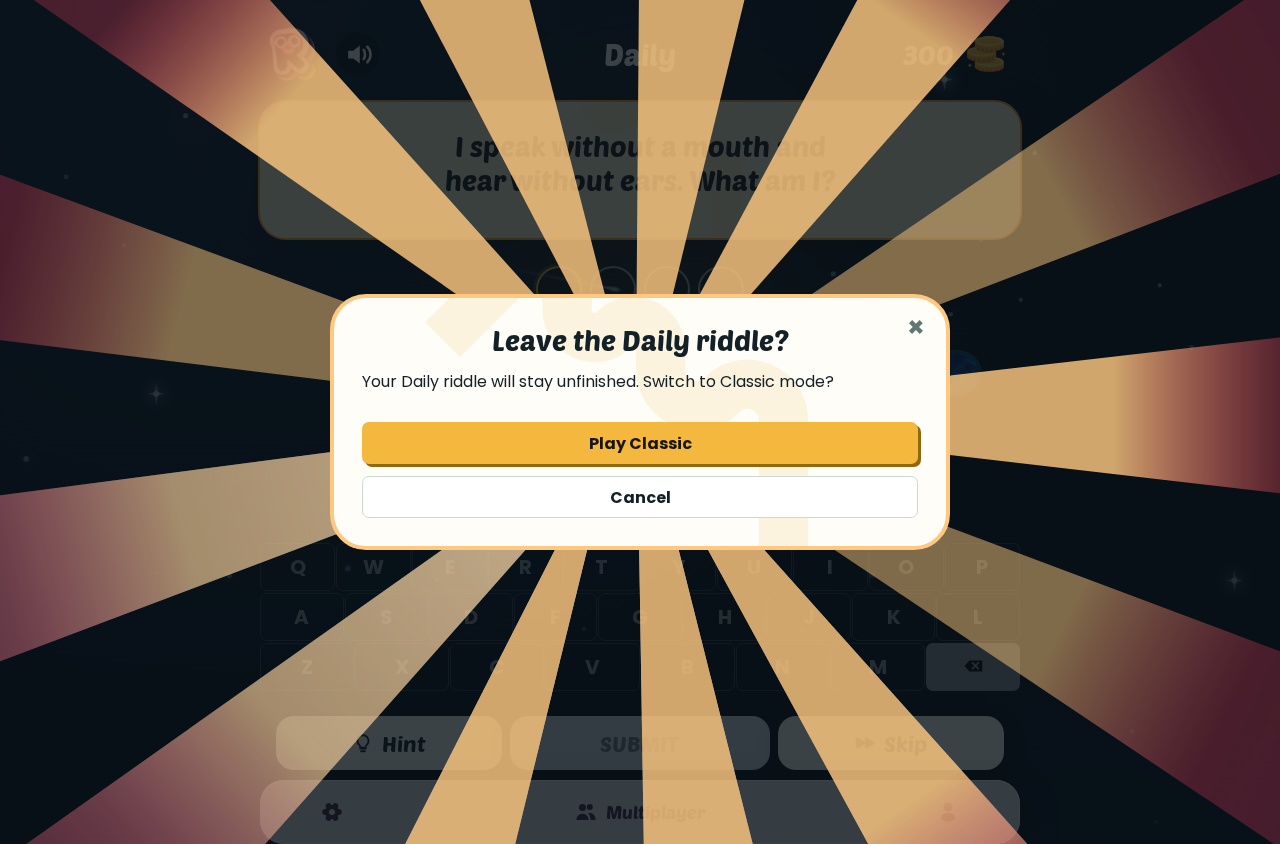 Daily
300
I speak without a mouth and
hear without ears. What am I?
Leave the Daily riddle?
Your Daily riddle will stay unfinished. Switch to Classic mode?
Play Classic
Cancel
Q W E R T Y U I O P
A S D F G H J K L
Z X C V B N M
Hint SUBMIT Skip
Multiplayer